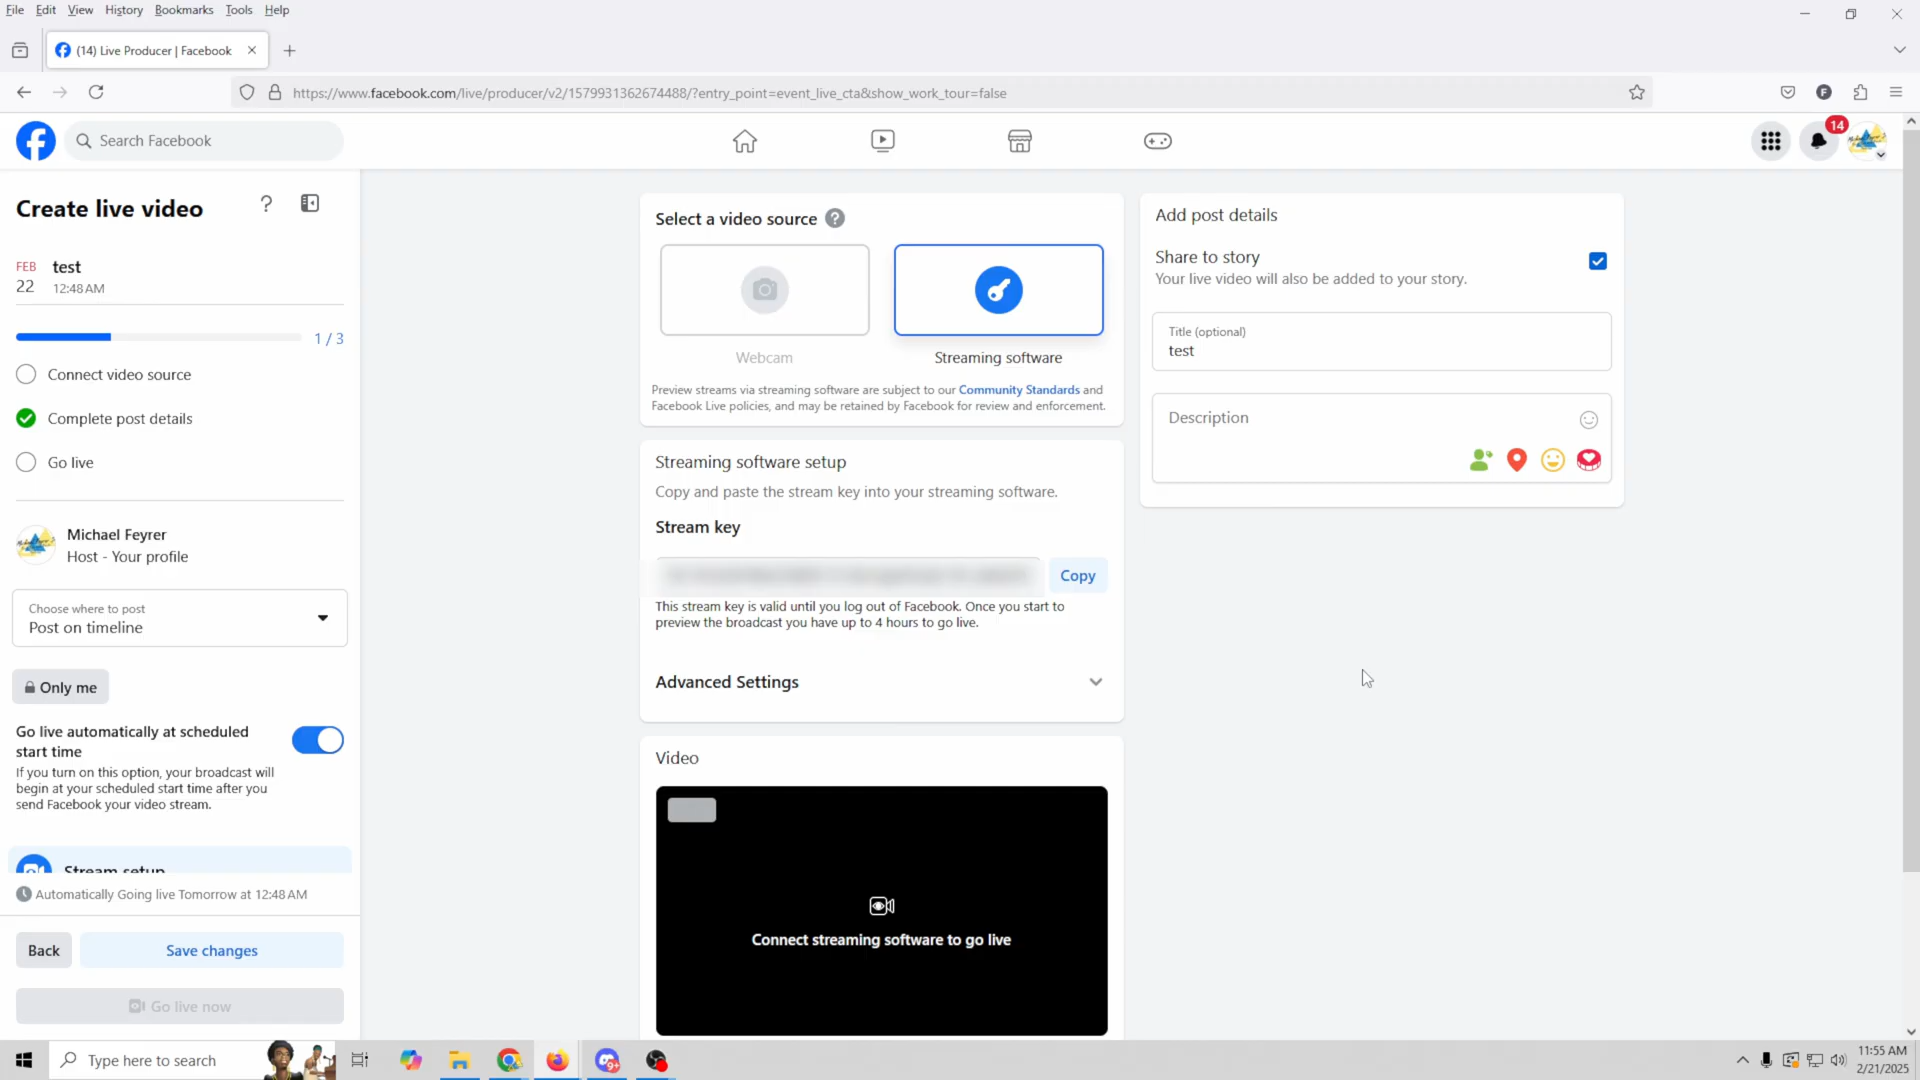 File Edit View History Bookmarks Tools Help
(14) Live Producer | Facebook
https://www.facebook.com/live/producer/v2/1579931362674488/?entry_point=event_live_cta&show_work_tour=false
F
Search Facebook
14
Create live video
?
FEB
22
test
12:48 AM
1 / 3
Connect video source
Complete post details
Go live
Michael Feyrer
Host - Your profile
Choose where to post
Post on timeline
Only me
Go live automatically at scheduled
start time
If you turn on this option, your broadcast will
begin at your scheduled start time after you
send Facebook your video stream.
Stream setup
Automatically Going live Tomorrow at 12:48 AM
Back
Save changes
Go live now
Select a video source ?
Webcam
Streaming software
Preview streams via streaming software are subject to our Community Standards and
Facebook Live policies, and may be retained by Facebook for review and enforcement.
Streaming software setup
Copy and paste the stream key into your streaming software.
Stream key
Copy
This stream key is valid until you log out of Facebook. Once you start to
preview the broadcast you have up to 4 hours to go live.
Advanced Settings
Video
Connect streaming software to go live
Add post details
Share to story
Your live video will also be added to your story.
Title (optional)
test
Description
Type here to search
9+
11:55 AM
2/21/2025